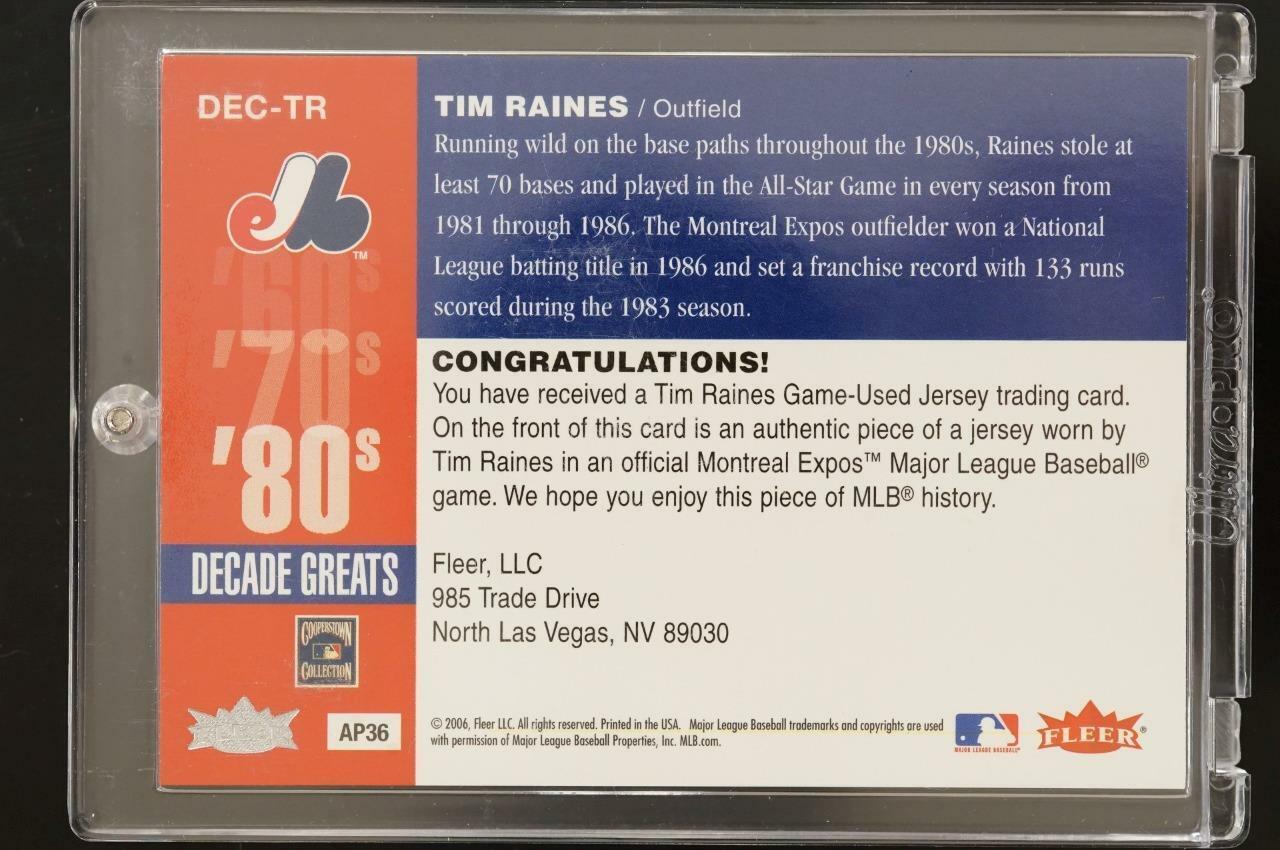 DEC-TR
TM
'60s
'70s
'80s
DECADE GREATS
COOPERSTOWN
COLLECTION
AP36
TIM RAINES / Outfield
Running wild on the base paths throughout the 1980s, Raines stole at
least 70 bases and played in the All-Star Game in every season from
1981 through 1986. The Montreal Expos outfielder won a National
League batting title in 1986 and set a franchise record with 133 runs
scored during the 1983 season.
CONGRATULATIONS!
You have received a Tim Raines Game-Used Jersey trading card.
On the front of this card is an authentic piece of a jersey worn by
Tim Raines in an official Montreal Expos™ Major League Baseball®
game. We hope you enjoy this piece of MLB® history.
Fleer, LLC
985 Trade Drive
North Las Vegas, NV 89030
© 2006, Fleer LLC. All rights reserved. Printed in the USA. Major League Baseball trademarks and copyrights are used
with permission of Major League Baseball Properties, Inc. MLB.com.
MAJOR LEAGUE BASEBALL
FLEER®
UltraPRO®